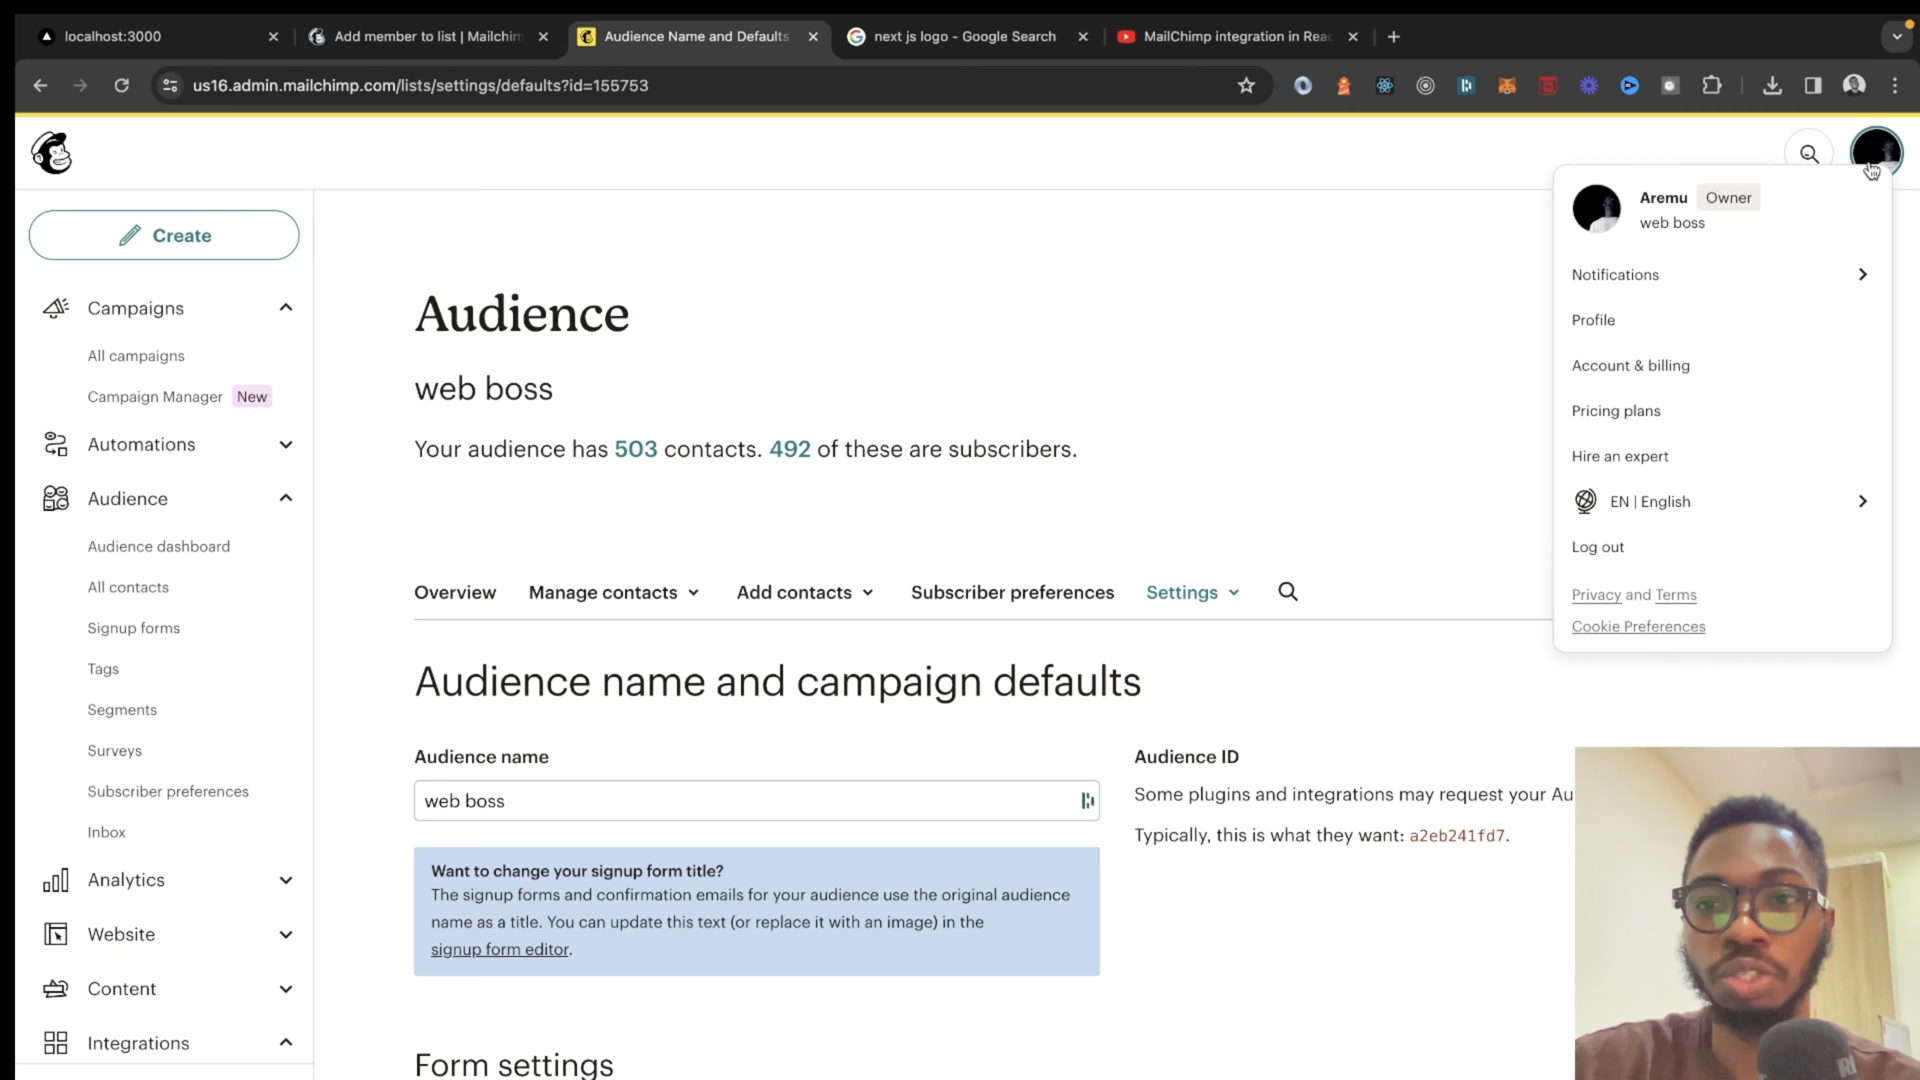 localhost:3000
Add member to list | Mailchim
Audience Name and Defaults
next js logo - Google Search
MailChimp integration in Reac
us16.admin.mailchimp.com/lists/settings/defaults?id=155753
Create
Campaigns
All campaigns
Campaign Manager New
Automations
Audience
Audience dashboard
All contacts
Signup forms
Tags
Segments
Surveys
Subscriber preferences
Inbox
Analytics
Website
Content
Integrations
Audience
web boss
Your audience has 503 contacts. 492 of these are subscribers.
Overview Manage contacts Add contacts Subscriber preferences Settings
Audience name and campaign defaults
Audience name
web boss
Want to change your signup form title?
The signup forms and confirmation emails for your audience use the original audience
name as a title. You can update this text (or replace it with an image) in the
signup form editor.
Form settings
Audience ID
Some plugins and integrations may request your Au
Typically, this is what they want: a2eb241fd7.
Aremu Owner
web boss
Notifications
Profile
Account & billing
Pricing plans
Hire an expert
EN | English
Log out
Privacy and Terms
Cookie Preferences